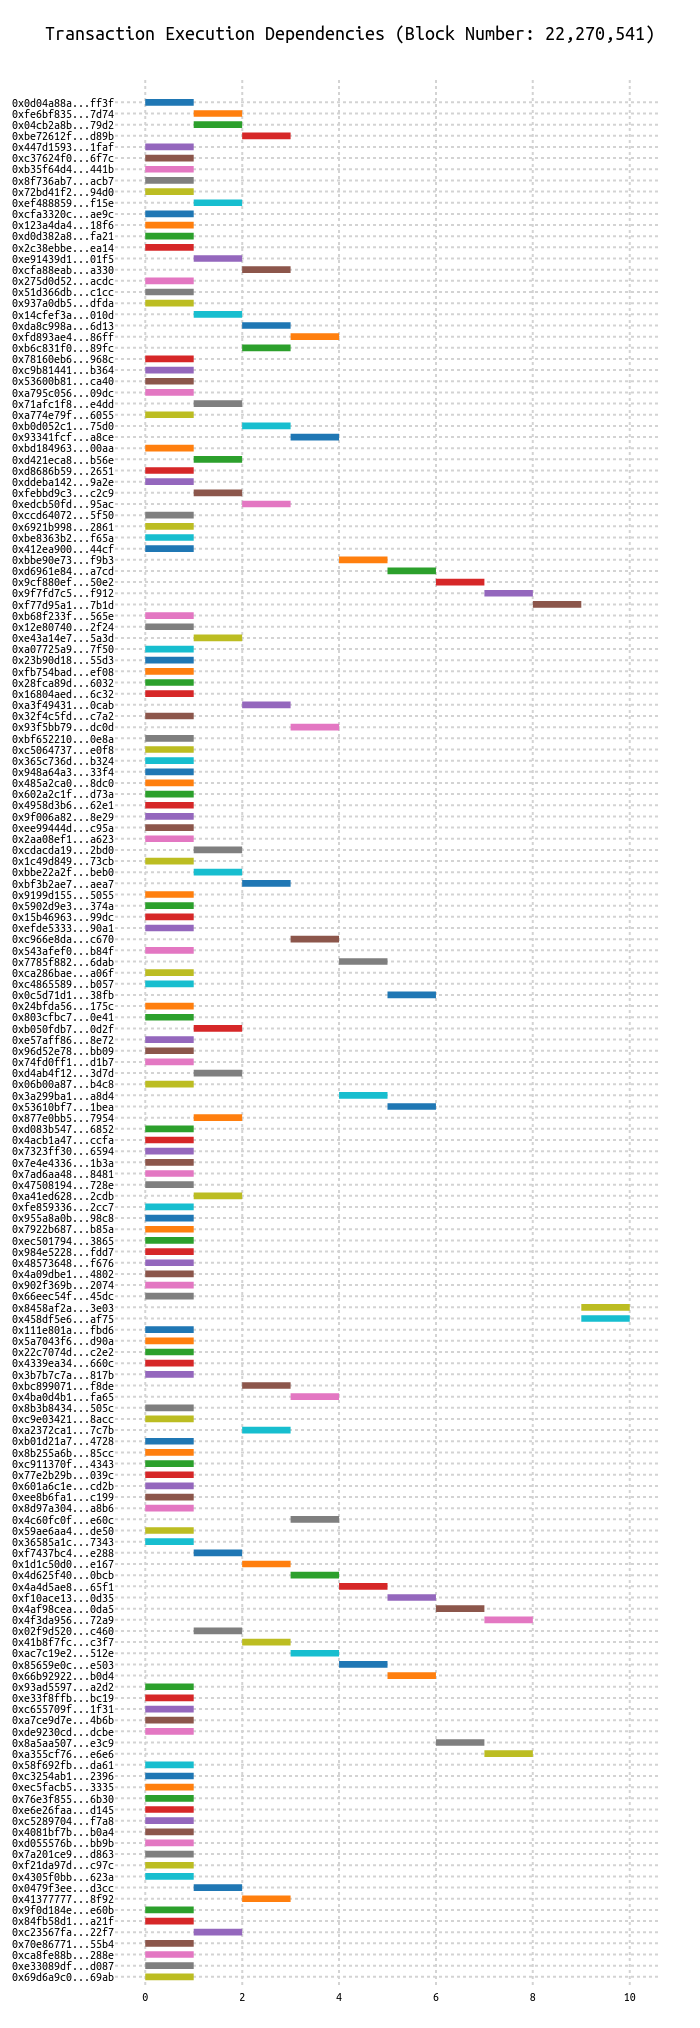 Transaction Execution Dependencies (Block Number: 22,270,541)
0x0d04a88a...ff3f
0xfe6bf835...7d74
0x04cb2a8b...79d2
0xbe72612f...d89b
0x447d1593...1faf
0xc37624f0...6f7c
0xb35f64d4...441b
0x8f736ab7...acb7
0x72bd41f2...94d0
0xef488859...f15e
0xcfa3320c...ae9c
0x123a4da4...18f6
0xd0d382a8...fa21
0x2c38ebbe...ea14
0xe91439d1...01f5
0xcfa88eab...a330
0x275d0d52...acdc
0x51d366db...c1cc
0x937a0db5...dfda
0x14cfef3a...010d
0xda8c998a...6d13
0xfd893ae4...86ff
0xb6c831f0...89fc
0x78160eb6...968c
0xc9b81441...b364
0x53600b81...ca40
0xa795c056...09dc
0x71afc1f8...e4dd
0xa774e79f...6055
0xb0d052c1...75d0
0x93341fcf...a8ce
0xbd184963...00aa
0xd421eca8...b56e
0xd8686b59...2651
0xddeba142...9a2e
0xfebbd9c3...c2c9
0xedcb50fd...95ac
0xccd64072...5f50
0x6921b998...2861
0xbe8363b2...f65a
0x412ea900...44cf
0xbbe90e73...f9b3
0xd6961e84...a7cd
0x9cf880ef...50e2
0x9f7fd7c5...f912
0xf77d95a1...7b1d
0xb68f233f...565e
0x12e80740...2f24
0xe43a14e7...5a3d
0xa07725a9...7f50
0x23b90d18...55d3
0xfb754bad...ef08
0x28fca89d...6032
0x16804aed...6c32
0xa3f49431...0cab
0x32f4c5fd...c7a2
0x93f5bb79...dc0d
0xbf652210...0e8a
0xc5064737...e0f8
0x365c736d...b324
0x948a64a3...33f4
0x485a2ca0...8dc0
0x602a2c1f...d73a
0x4958d3b6...62e1
0x9f006a82...8e29
0xee99444d...c95a
0x2aa08ef1...a623
0xcdacda19...2bd0
0x1c49d849...73cb
0xbbe22a2f...beb0
0xbf3b2ae7...aea7
0x9199d155...5055
0x5902d9e3...374a
0x15b46963...99dc
0xefde5333...90a1
0xc966e8da...c670
0x543afef0...b84f
0x7785f882...6dab
0xca286bae...a06f
0xc4865589...b057
0x0c5d71d1...38fb
0x24bfda56...175c
0x803cfbc7...0e41
0xb050fdb7...0d2f
0xe57aff86...8e72
0x96d52e78...bb09
0x74fd0ff1...d1b7
0xd4ab4f12...3d7d
0x06b00a87...b4c8
0x3a299ba1...a8d4
0x53610bf7...1bea
0x877e0bb5...7954
0xd083b547...6852
0x4acb1a47...ccfa
0x7323ff30...6594
0x7e4e4336...1b3a
0x7ad6aa48...8481
0x47508194...728e
0xa41ed628...2cdb
0xfe859336...2cc7
0x955a8a0b...98c8
0x7922b687...b85a
0xec501794...3865
0x984e5228...fdd7
0x48573648...f676
0x4a09dbe1...4802
0x902f369b...2074
0x66eec54f...45dc
0x8458af2a...3e03
0x458df5e6...af75
0x111e801a...fbd6
0x5a7043f6...d90a
0x22c7074d...c2e2
0x4339ea34...660c
0x3b7b7c7a...817b
0xbc899071...f8de
0x4ba0d4b1...fa65
0x8b3b8434...505c
0xc9e03421...8acc
0xa2372ca1...7c7b
0xb01d21a7...4728
0x8b255a6b...85cc
0xc911370f...4343
0x77e2b29b...039c
0x601a6c1e...cd2b
0xee8b6fa1...c199
0x8d97a304...a8b6
0x4c60fc0f...e60c
0x59ae6aa4...de50
0x36585a1c...7343
0xf7437bc4...e288
0x1d1c50d0...e167
0x4d625f40...0bcb
0x4a4d5ae8...65f1
0xf10ace13...0d35
0x4af98cea...0da5
0x4f3da956...72a9
0x02f9d520...c460
0x41b8f7fc...c3f7
0xac7c19e2...512e
0x85659e0c...e503
0x66b92922...b0d4
0x93ad5597...a2d2
0xe33f8ffb...bc19
0xc655709f...1f31
0xa7ce9d7e...4b6b
0xde9230cd...dcbe
0x8a5aa507...e3c9
0xa355cf76...e6e6
0x58f692fb...da61
0xc3254ab1...2396
0xec5facb5...3335
0x76e3f855...6b30
0xe6e26faa...d145
0xc5289704...f7a8
0x4081bf7b...b0a4
0xd055576b...bb9b
0x7a201ce9...d863
0xf21da97d...c97c
0x4305f0bb...623a
0x0479f3ee...d3cc
0x41377777...8f92
0x9f0d184e...e60b
0x84fb58d1...a21f
0xc23567fa...22f7
0x70e86771...55b4
0xca8fe88b...288e
0xe33089df...d087
0x69d6a9c0...69ab
0 2 4 6 8 10